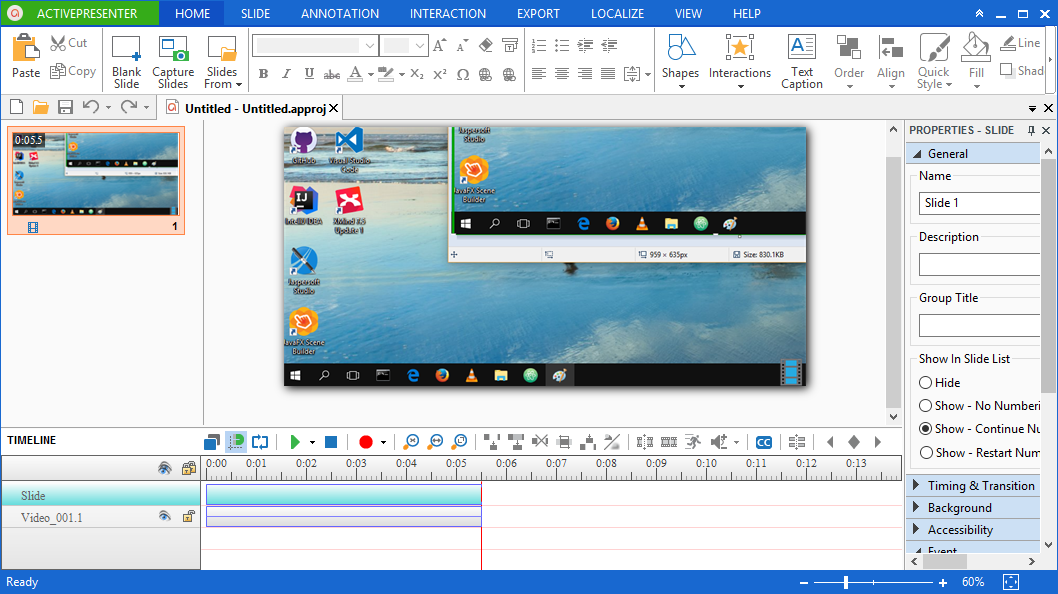 ACTIVEPRESENTER HOME SLIDE ANNOTATION INTERACTION EXPORT LOCALIZE VIEW HELP
Paste Cut Copy
Blank Slide
Capture Slides
Slides From
B I U abc A X₂ X² Ω
Shapes Interactions
Text Caption
Order Align
Quick Style
Fill Line Shad
Untitled - Untitled.approj
0:05.5
1
GitHub
Visual Studio Code
IntelliJ IDEA
XMind 7.5 Update 1
Jaspersoft Studio
JavaFX Scene Builder
Jaspersoft Studio
JavaFX Scene Builder
959 × 635px
Size: 830.1KB
PROPERTIES - SLIDE
General
Name
Slide 1
Description
Group Title
Show In Slide List
Hide
Show - No Numberi
Show - Continue Nu
Show - Restart Num
Timing & Transition
Background
Accessibility
Event
TIMELINE
CC
0:00 0:01 0:02 0:03 0:04 0:05 0:06 0:07 0:08 0:09 0:10 0:11 0:12 0:13
Slide
Video_001.1
Ready
60%